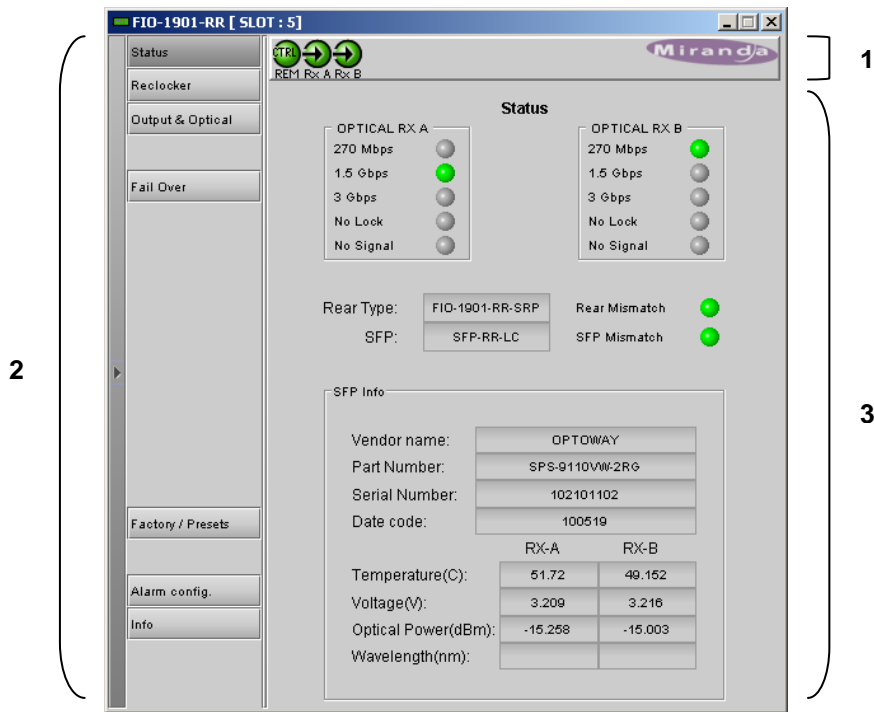 FIO-1901-RR [ SLOT : 5]
Status
Reclocker
Output & Optical
Fail Over
Factory / Presets
Alarm config.
Info
CTRL
REM Rx A Rx B
Miranda
Status
OPTICAL RX A
270 Mbps
1.5 Gbps
3 Gbps
No Lock
No Signal
OPTICAL RX B
270 Mbps
1.5 Gbps
3 Gbps
No Lock
No Signal
Rear Type: FIO-1901-RR-SRP Rear Mismatch
SFP: SFP-RR-LC SFP Mismatch
SFP Info
Vendor name: OPTOWAY
Part Number: SPS-9110VW-2RG
Serial Number: 102101102
Date code: 100519
RX-A RX-B
Temperature(C): 51.72 49.152
Voltage(V): 3.209 3.216
Optical Power(dBm): -15.258 -15.003
Wavelength(nm):
1
2
3